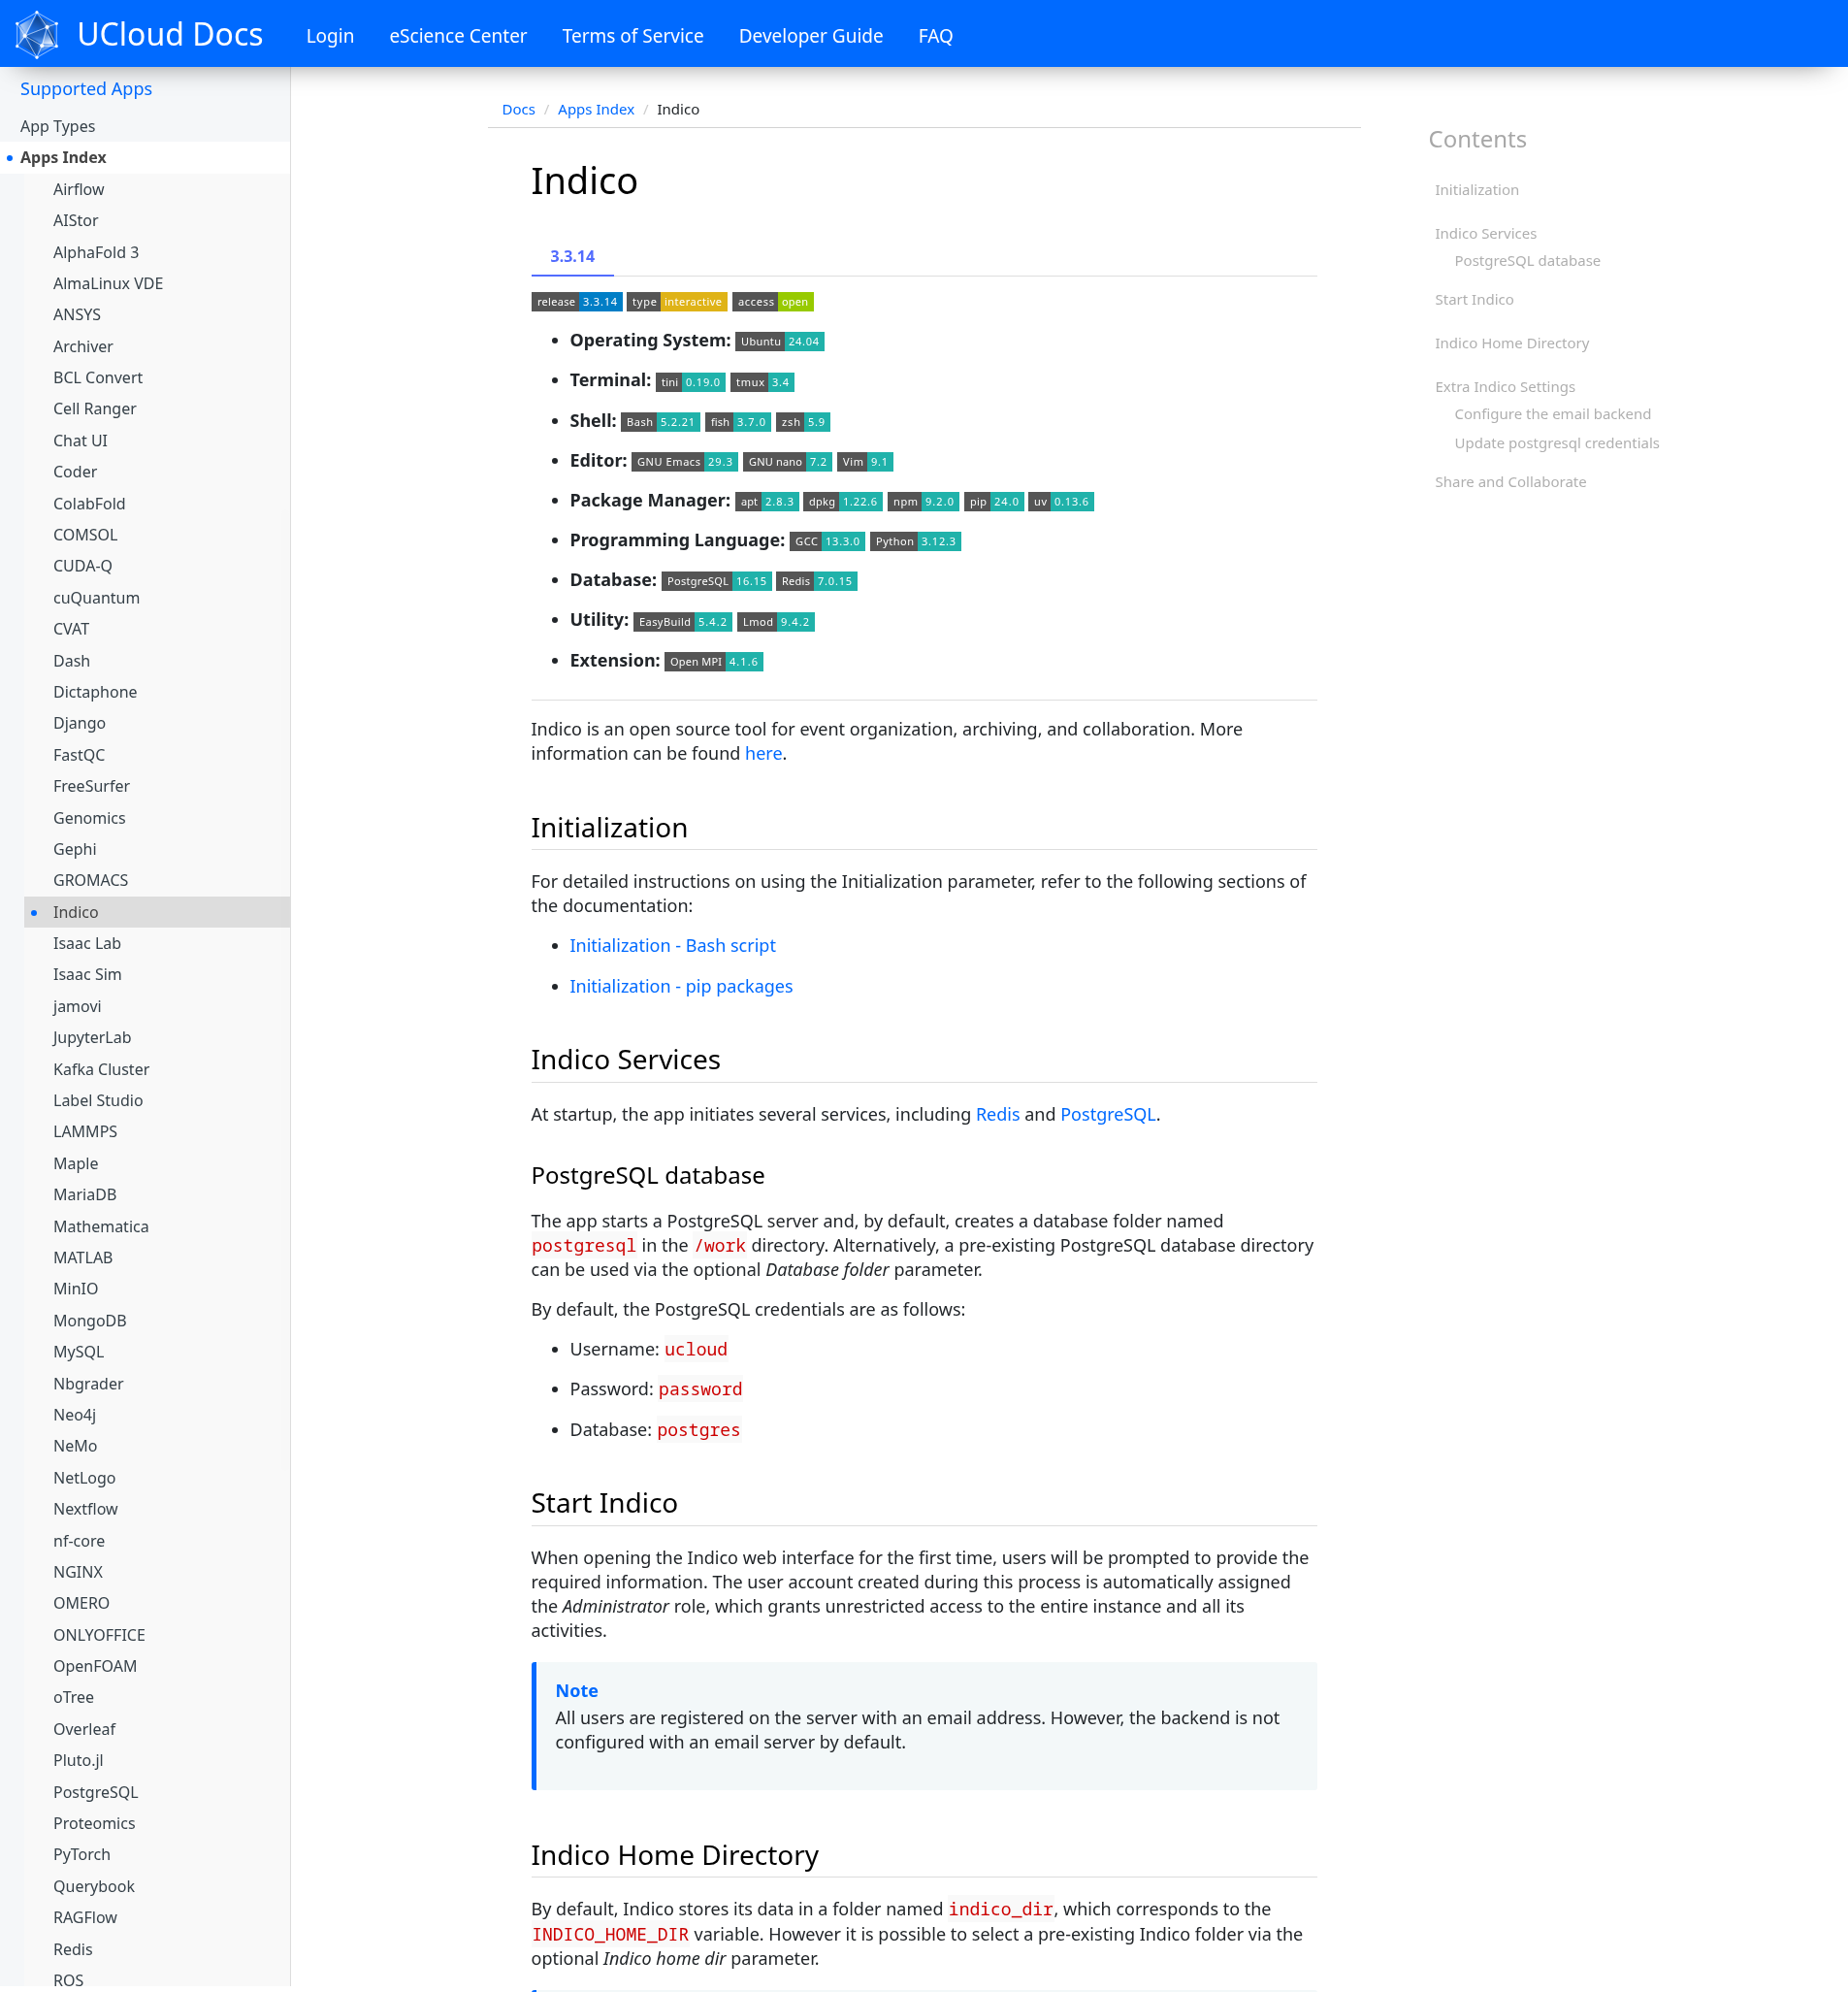 UCloud Docs
Login
eScience Center
Terms of Service
Developer Guide
FAQ
Supported Apps
App Types
Apps Index
Airflow
AIStor
AlphaFold 3
AlmaLinux VDE
ANSYS
Archiver
BCL Convert
Cell Ranger
Chat UI
Coder
ColabFold
COMSOL
CUDA-Q
cuQuantum
CVAT
Dash
Dictaphone
Django
FastQC
FreeSurfer
Genomics
Gephi
GROMACS
Indico
Isaac Lab
Isaac Sim
jamovi
JupyterLab
Kafka Cluster
Label Studio
LAMMPS
Maple
MariaDB
Mathematica
MATLAB
MinIO
MongoDB
MySQL
Nbgrader
Neo4j
NeMo
NetLogo
Nextflow
nf-core
NGINX
OMERO
ONLYOFFICE
OpenFOAM
oTree
Overleaf
Pluto.jl
PostgreSQL
Proteomics
PyTorch
Querybook
RAGFlow
Redis
ROS
Docs / Apps Index / Indico
Indico
3.3.14
release 3.3.14 type interactive access open
• Operating System: Ubuntu 24.04
• Terminal: tini 0.19.0 tmux 3.4
• Shell: Bash 5.2.21 fish 3.7.0 zsh 5.9
• Editor: GNU Emacs 29.3 GNU nano 7.2 Vim 9.1
• Package Manager: apt 2.8.3 dpkg 1.22.6 npm 9.2.0 pip 24.0 uv 0.13.6
• Programming Language: GCC 13.3.0 Python 3.12.3
• Database: PostgreSQL 16.15 Redis 7.0.15
• Utility: EasyBuild 5.4.2 Lmod 9.4.2
• Extension: Open MPI 4.1.6
Indico is an open source tool for event organization, archiving, and collaboration. More
information can be found here.
Initialization
For detailed instructions on using the Initialization parameter, refer to the following sections of
the documentation:
• Initialization - Bash script
• Initialization - pip packages
Indico Services
At startup, the app initiates several services, including Redis and PostgreSQL.
PostgreSQL database
The app starts a PostgreSQL server and, by default, creates a database folder named
postgresql in the /work directory. Alternatively, a pre-existing PostgreSQL database directory
can be used via the optional Database folder parameter.
By default, the PostgreSQL credentials are as follows:
• Username: ucloud
• Password: password
• Database: postgres
Start Indico
When opening the Indico web interface for the first time, users will be prompted to provide the
required information. The user account created during this process is automatically assigned
the Administrator role, which grants unrestricted access to the entire instance and all its
activities.
Note
All users are registered on the server with an email address. However, the backend is not
configured with an email server by default.
Indico Home Directory
By default, Indico stores its data in a folder named indico_dir, which corresponds to the
INDICO_HOME_DIR variable. However it is possible to select a pre-existing Indico folder via the
optional Indico home dir parameter.
Contents
Initialization
Indico Services
PostgreSQL database
Start Indico
Indico Home Directory
Extra Indico Settings
Configure the email backend
Update postgresql credentials
Share and Collaborate